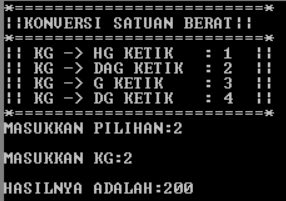 *===============================*
||KONVERSI SATUAN BERAT||
*===============================*
|| KG -> HG KETIK : 1 ||
|| KG -> DAG KETIK : 2 ||
|| KG -> G KETIK : 3 ||
|| KG -> DG KETIK : 4 ||
*===============================*
MASUKKAN PILIHAN:2
MASUKKAN KG:2
HASILNYA ADALAH:200